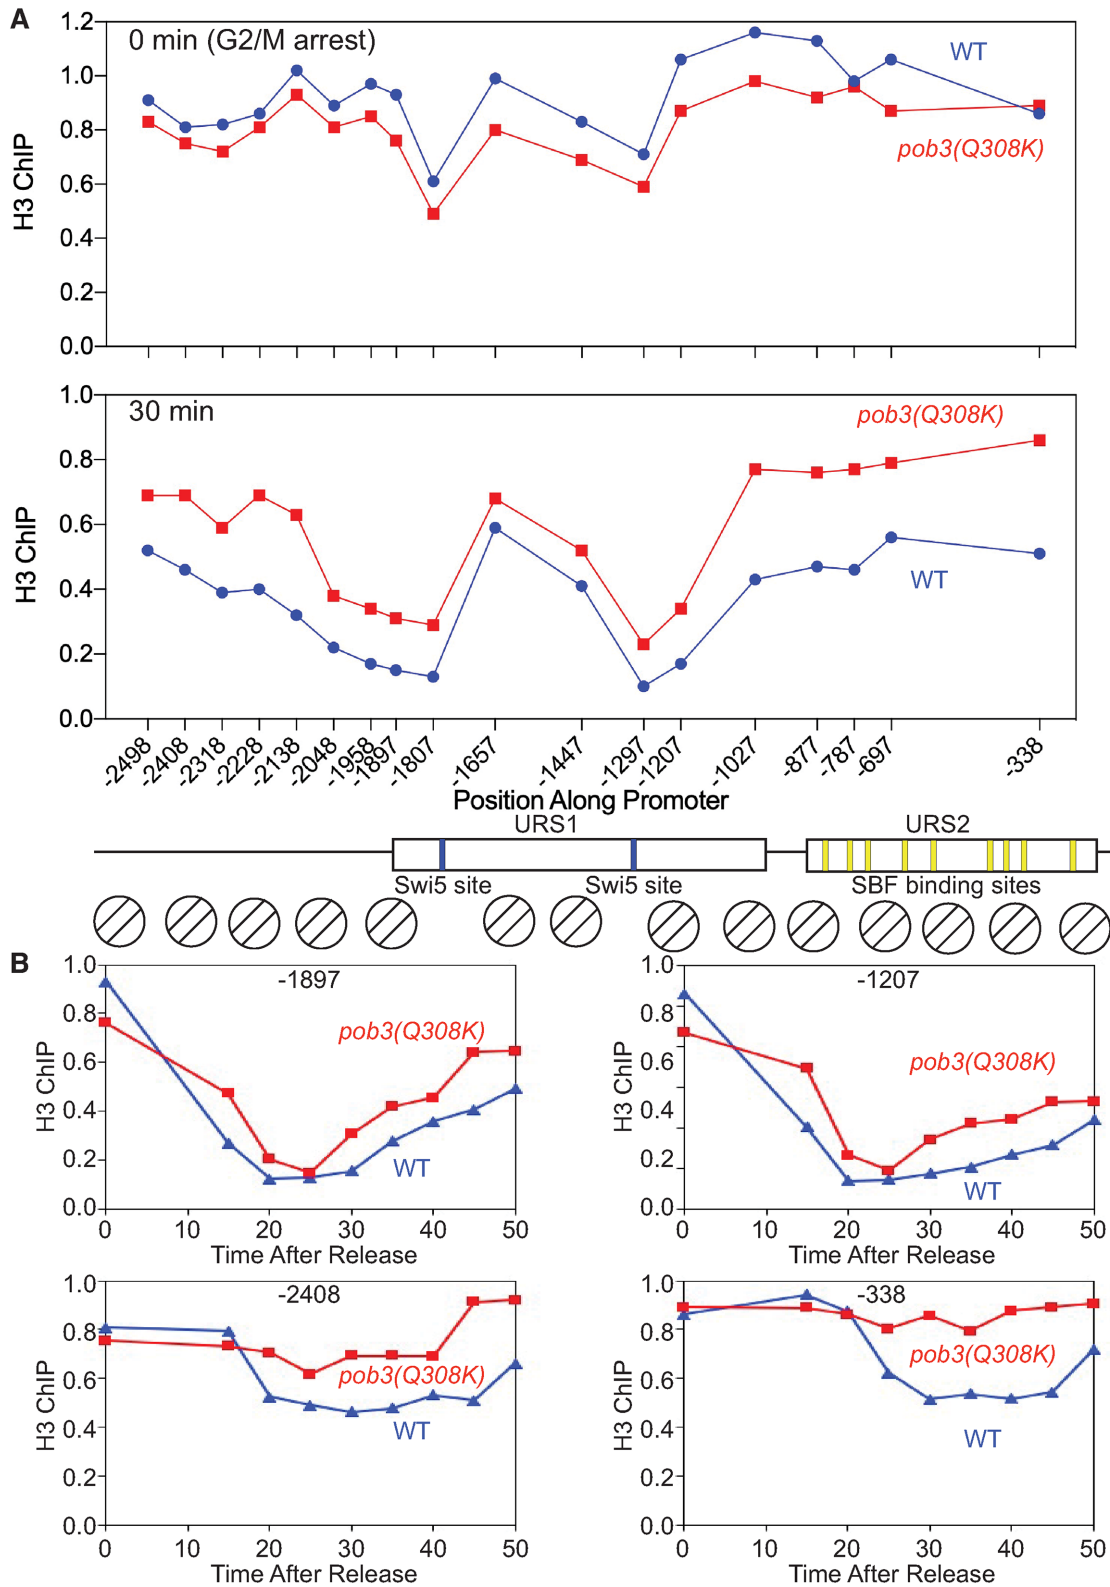 A
0 min (G2/M arrest)
WT
pob3(Q308K)
H3 ChIP
1.2
1.0
0.8
0.6
0.4
0.2
0.0
30 min
pob3(Q308K)
WT
H3 ChIP
1.0
0.8
0.6
0.4
0.2
0.0
-2498 -2408 -2318 -2228 -2138 -2048 -1958 -1897 -1807 -1657 -1447 -1297 -1207 -1027 -877 -787 -697 -338
Position Along Promoter
URS1 URS2
Swi5 site Swi5 site SBF binding sites
B
-1897
pob3(Q308K)
WT
H3 ChIP
1.0
0.8
0.6
0.4
0.2
0.0
0 10 20 30 40 50
Time After Release
-1207
pob3(Q308K)
WT
H3 ChIP
1.0
0.8
0.6
0.4
0.2
0.0
0 10 20 30 40 50
Time After Release
-2408
pob3(Q308K)
WT
H3 ChIP
1.0
0.8
0.6
0.4
0.2
0.0
0 10 20 30 40 50
Time After Release
-338
pob3(Q308K)
WT
H3 ChIP
1.0
0.8
0.6
0.4
0.2
0.0
0 10 20 30 40 50
Time After Release